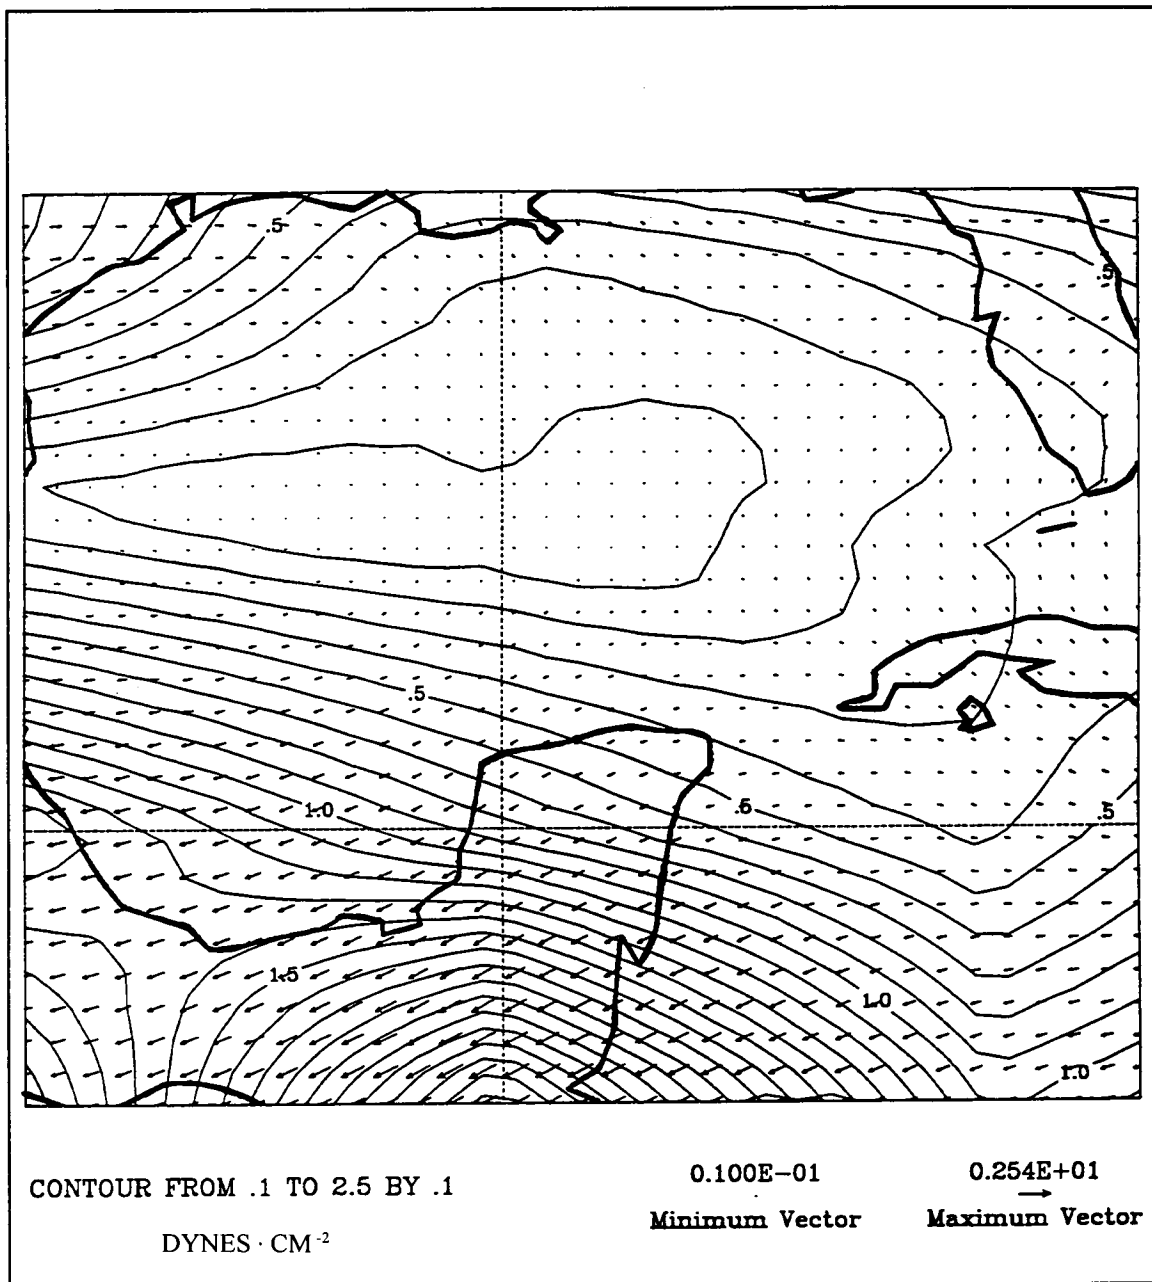 .5
.5
.5
1.0
.5
.5
1.5
1.0
1.0
CONTOUR FROM .1 TO 2.5 BY .1
DYNES · CM⁻²
0.100E−01
Minimum Vector
0.254E+01
Maximum Vector